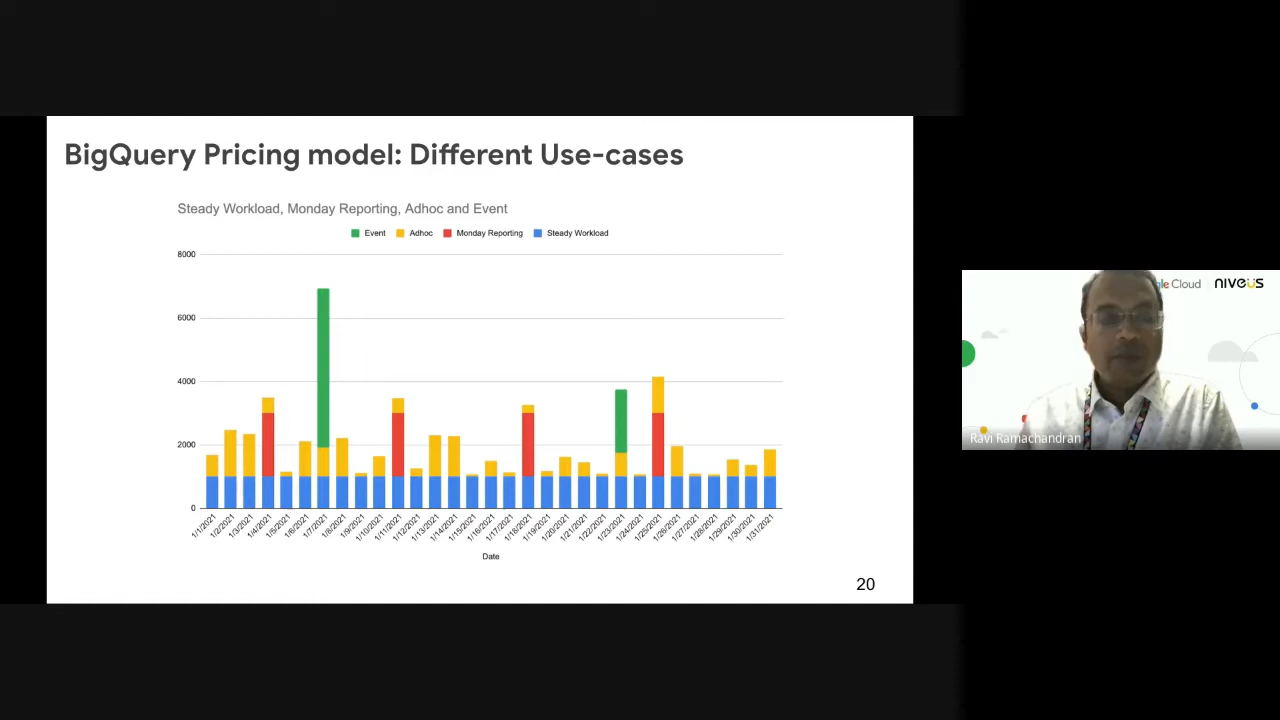 BigQuery Pricing model: Different Use-cases
Steady Workload, Monday Reporting, Adhoc and Event
Event Adhoc Monday Reporting Steady Workload
8000
6000
4000
2000
0
1/1/2021 1/2/2021 1/3/2021 1/4/2021 1/5/2021 1/6/2021 1/7/2021 1/8/2021 1/9/2021 1/10/2021 1/11/2021 1/12/2021 1/13/2021 1/14/2021 1/15/2021 1/16/2021 1/17/2021 1/18/2021 1/19/2021 1/20/2021 1/21/2021 1/22/2021 1/23/2021 1/24/2021 1/25/2021 1/26/2021 1/27/2021 1/28/2021 1/29/2021 1/30/2021 1/31/2021
Date
20
gle Cloud niveus
Ravi Ramachandran